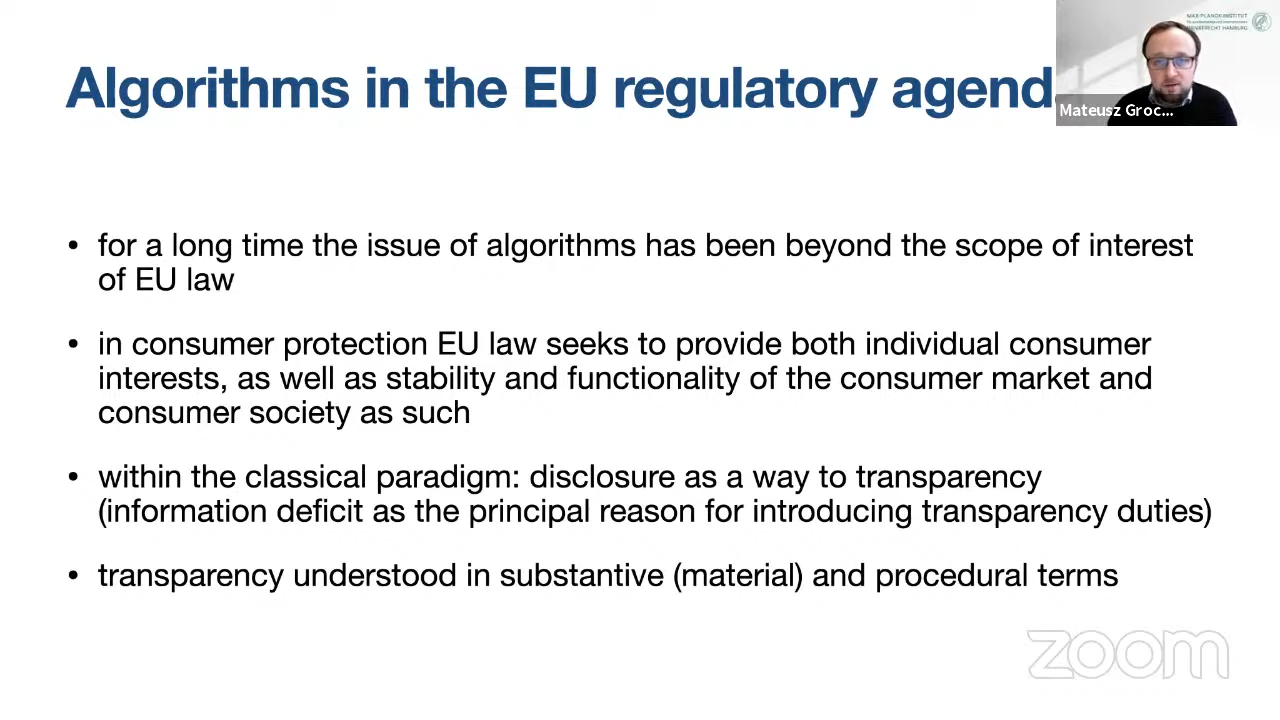 MAX-PLANCK-INSTITUT
Algorithms in the EU regulatory agend
Mateusz Groc...
• for a long time the issue of algorithms has been beyond the scope of interest
of EU law
• in consumer protection EU law seeks to provide both individual consumer
interests, as well as stability and functionality of the consumer market and
consumer society as such
• within the classical paradigm: disclosure as a way to transparency
(information deficit as the principal reason for introducing transparency duties)
• transparency understood in substantive (material) and procedural terms
zoom